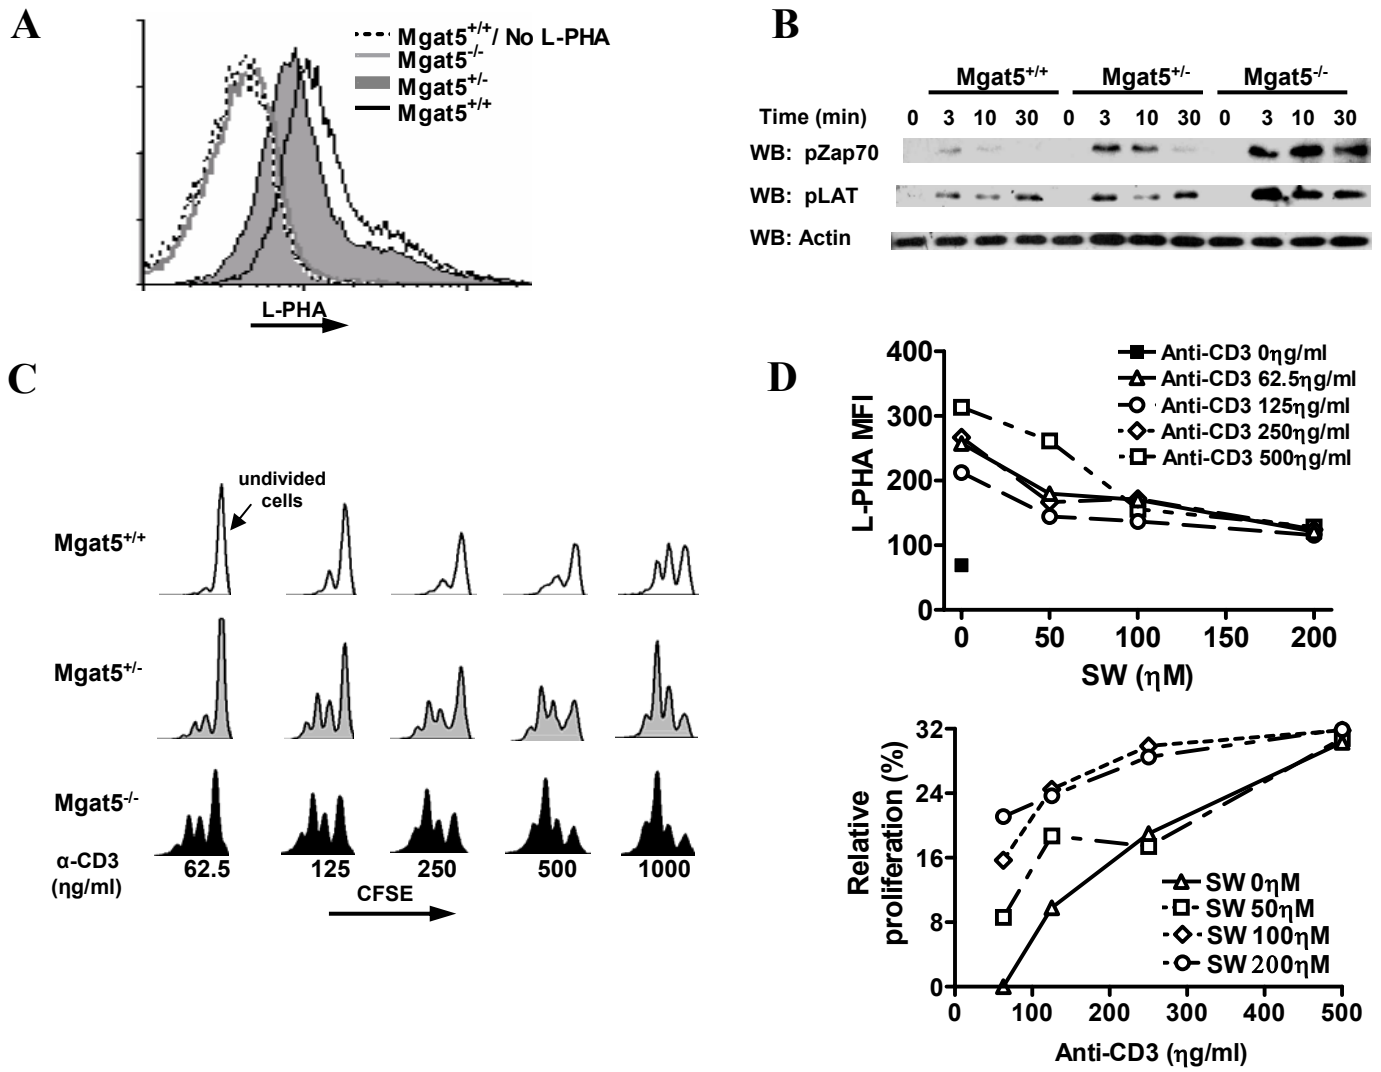 A
Mgat5+/+/ No L-PHA
Mgat5-/-
Mgat5+/-
Mgat5+/+
L-PHA
B
Mgat5+/+ Mgat5+/- Mgat5-/-
Time (min) 0 3 10 30 0 3 10 30 0 3 10 30
WB: pZap70
WB: pLAT
WB: Actin
C
undivided
cells
Mgat5+/+
Mgat5+/-
Mgat5-/-
α-CD3
(ηg/ml)
62.5 125 250 500 1000
CFSE
D
L-PHA MFI
400
300
200
100
0
0 50 100 150 200
SW (ηM)
Anti-CD3 0ηg/ml
Anti-CD3 62.5ηg/ml
Anti-CD3 125ηg/ml
Anti-CD3 250ηg/ml
Anti-CD3 500ηg/ml
Relative
proliferation (%)
32
24
16
8
0
0 100 200 300 400 500
Anti-CD3 (ηg/ml)
SW 0ηM
SW 50ηM
SW 100ηM
SW 200ηM